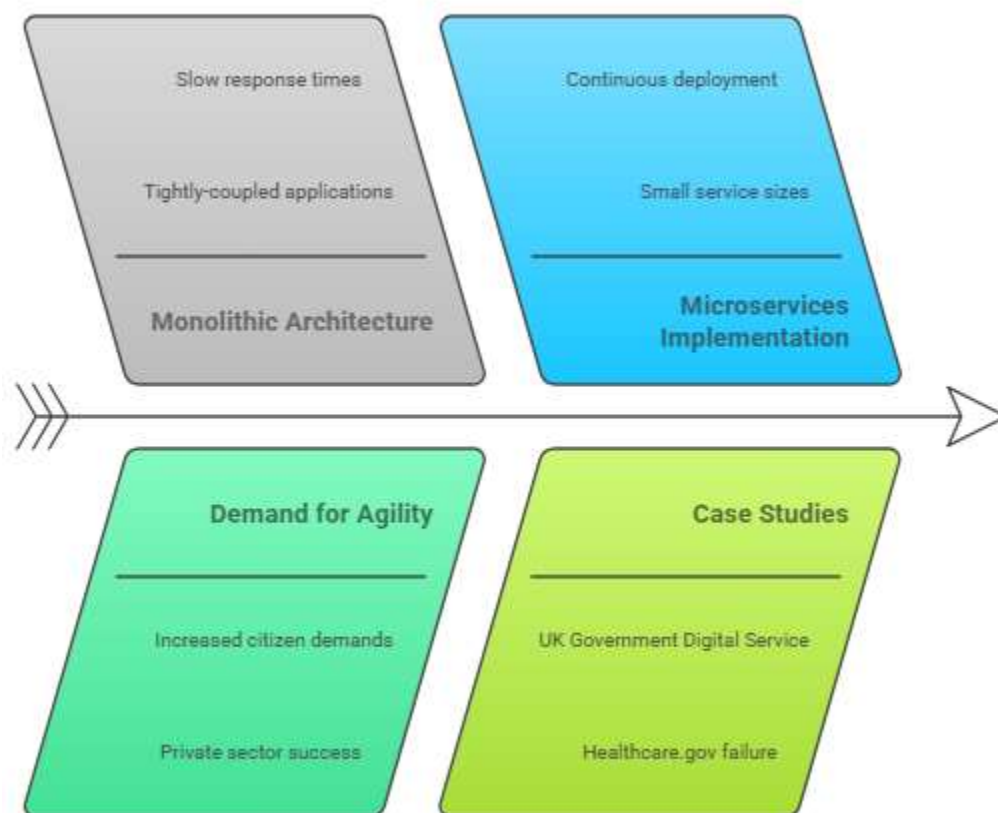 Slow response times
Tightly-coupled applications
Monolithic Architecture
Continuous deployment
Small service sizes
Microservices
Implementation
Demand for Agility
Increased citizen demands
Private sector success
Case Studies
UK Government Digital Service
Healthcare.gov failure